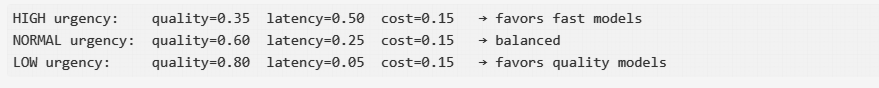 HIGH urgency:    quality=0.35  latency=0.50  cost=0.15   → favors fast models
NORMAL urgency:  quality=0.60  latency=0.25  cost=0.15   → balanced
LOW urgency:     quality=0.80  latency=0.05  cost=0.15   → favors quality models